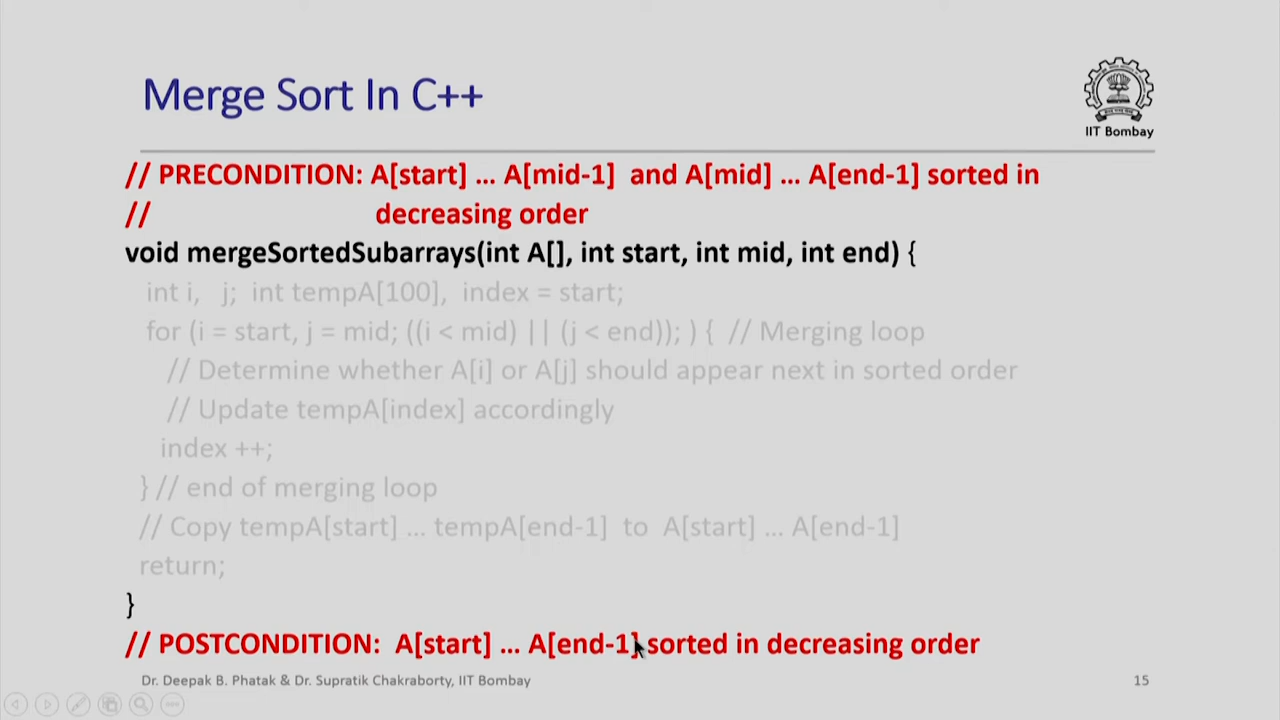 Merge Sort In C++
IIT Bombay
// PRECONDITION: A[start] ... A[mid-1] and A[mid] ... A[end-1] sorted in
// decreasing order
void mergeSortedSubarrays(int A[], int start, int mid, int end) {
int i, j; int tempA[100], index = start;
for (i = start, j = mid; ((i < mid) || (j < end)); ) { // Merging loop
// Determine whether A[i] or A[j] should appear next in sorted order
// Update tempA[index] accordingly
index ++;
} // end of merging loop
// Copy tempA[start] ... tempA[end-1] to A[start] ... A[end-1]
return;
}
// POSTCONDITION: A[start] ... A[end-1] sorted in decreasing order
Dr. Deepak B. Phatak & Dr. Supratik Chakraborty, IIT Bombay
15